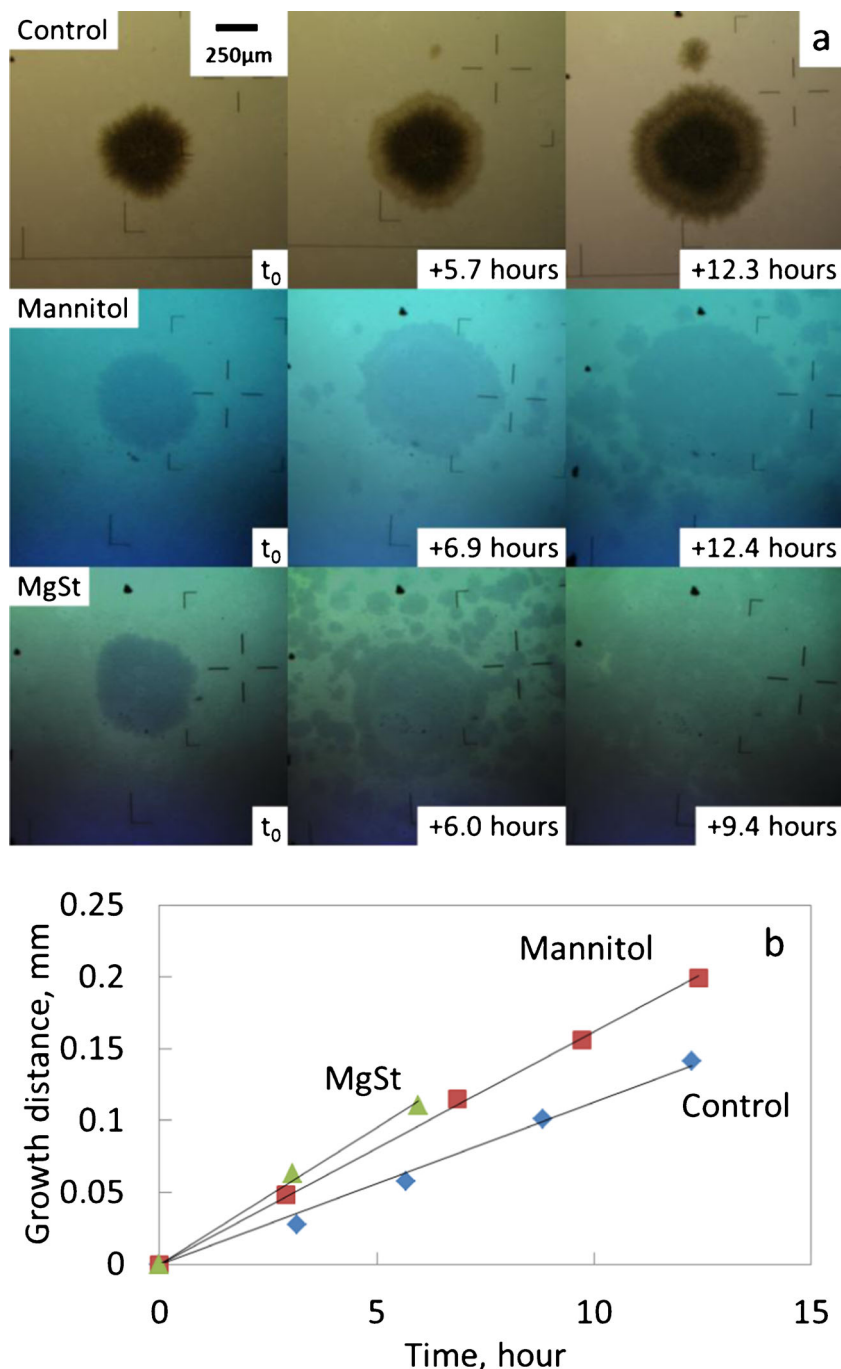 Control
250μm
a
t₀
+5.7 hours
+12.3 hours
Mannitol
t₀
+6.9 hours
+12.4 hours
MgSt
t₀
+6.0 hours
+9.4 hours
b
Growth distance, mm
0.25
0.2
0.15
0.1
0.05
0
Mannitol
MgSt
Control
0
5
10
15
Time, hour